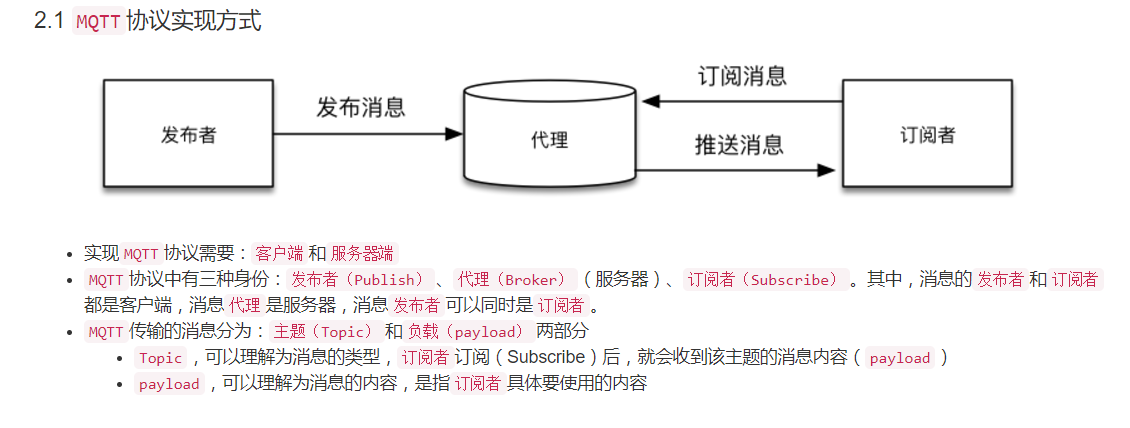 2.1 MQTT协议实现方式
发布者
发布消息
代理
订阅消息
推送消息
订阅者
实现 MQTT 协议需要：客户端 和 服务器端
MQTT 协议中有三种身份：发布者（Publish）、代理（Broker）（服务器）、订阅者（Subscribe）。其中，消息的 发布者 和 订阅者
都是客户端，消息 代理 是服务器，消息 发布者 可以同时是 订阅者 。
MQTT 传输的消息分为：主题（Topic）和 负载（payload）两部分
Topic ，可以理解为消息的类型，订阅者 订阅（Subscribe）后，就会收到该主题的消息内容（ payload ）
payload ，可以理解为消息的内容，是指 订阅者 具体要使用的内容